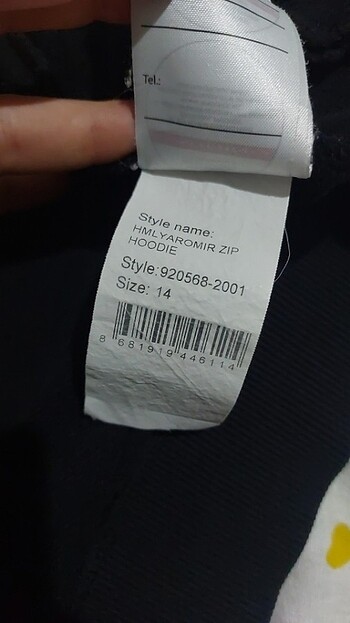 Tel.:
Style name:
HMLYAROMIR ZIP
HOODIE
Style:920568-2001
Size: 14
8 681919 446114